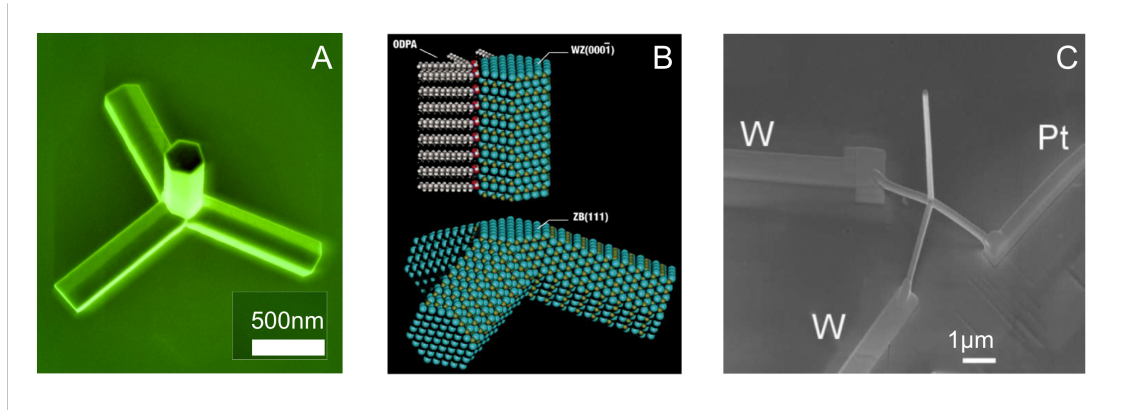 A
500nm
ODPA
WZ(0001̅)
B
ZB(111)
C
W
Pt
W
1µm